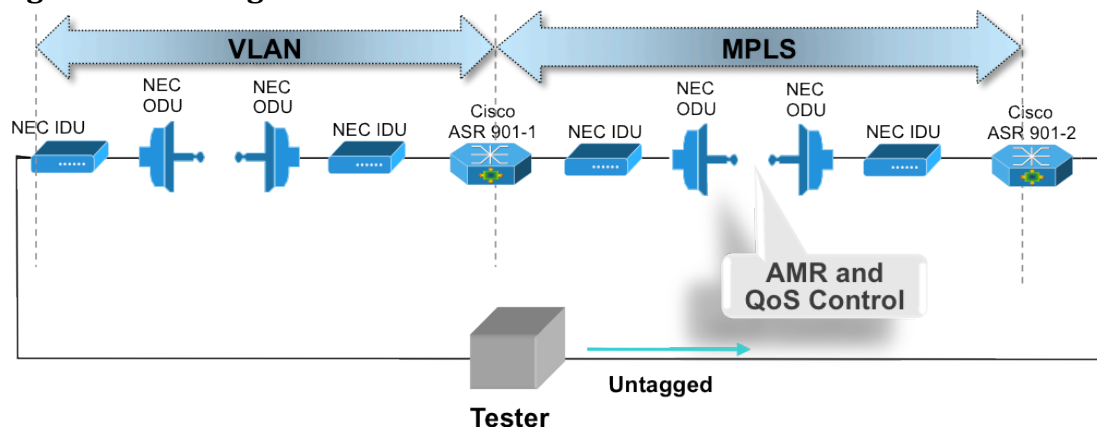 VLAN
MPLS
NEC
ODU
NEC
ODU
NEC
ODU
NEC
ODU
NEC IDU
NEC IDU
Cisco
ASR 901-1
NEC IDU
NEC IDU
Cisco
ASR 901-2
AMR and
QoS Control
Untagged
Tester